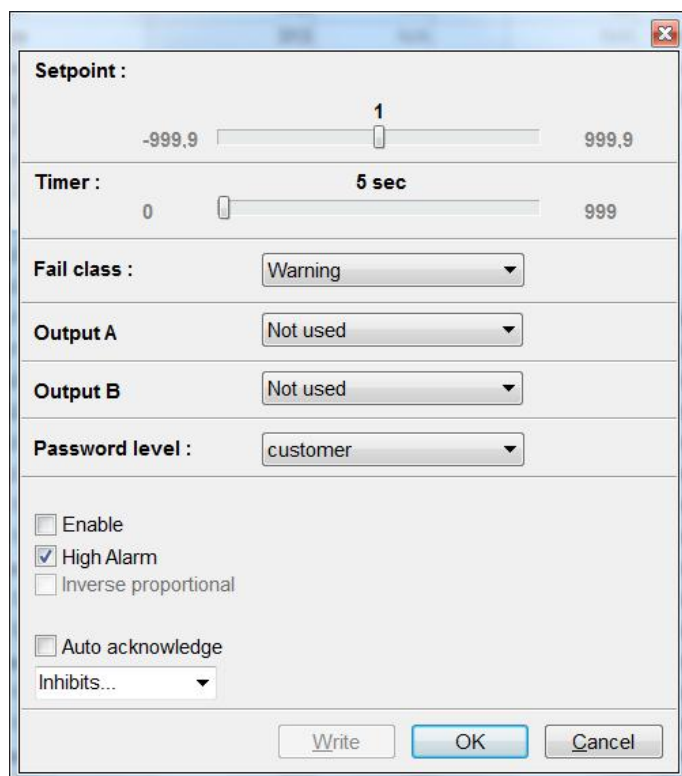 Setpoint :
1
-999,9 999,9
Timer : 5 sec
0 999
Fail class : Warning
Output A Not used
Output B Not used
Password level : customer
Enable
High Alarm
Inverse proportional
Auto acknowledge
Inhibits...
Write OK Cancel